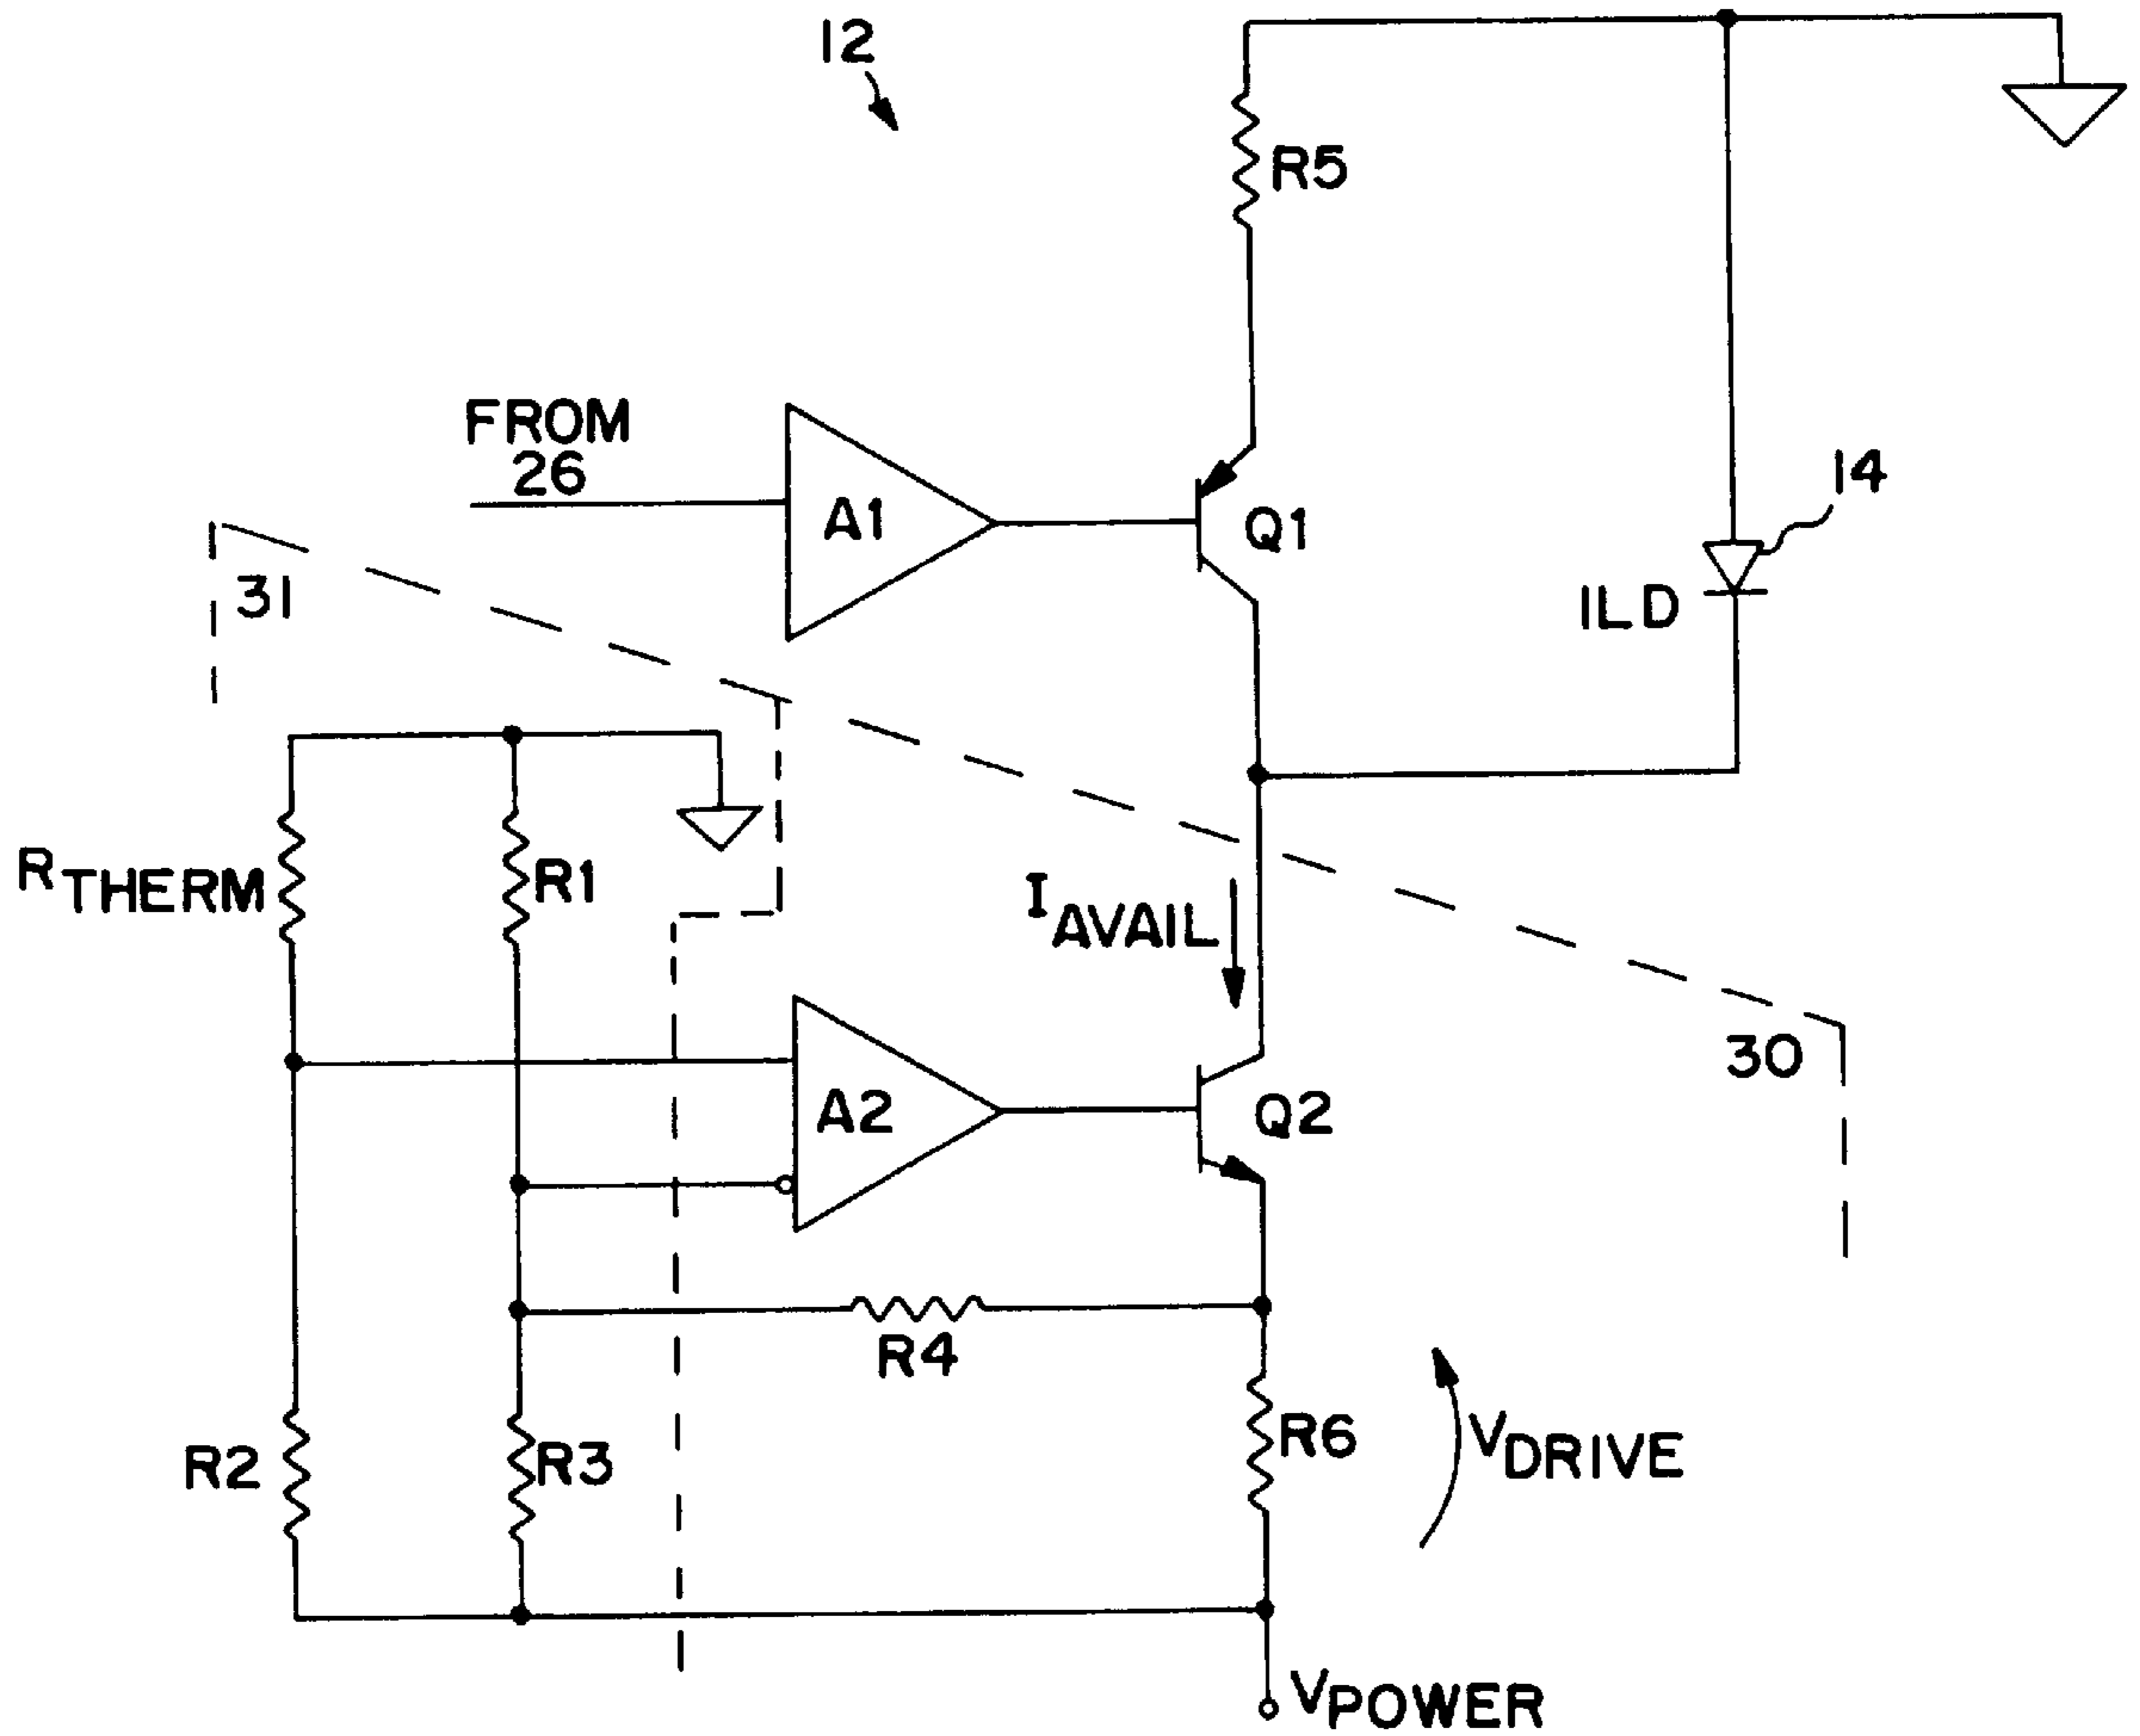 12
R5
FROM
26
A1
Q1
14
ILD
31
RTHERM
R1
IAVAIL
30
A2
Q2
R4
R2
R3
R6
VDRIVE
VPOWER